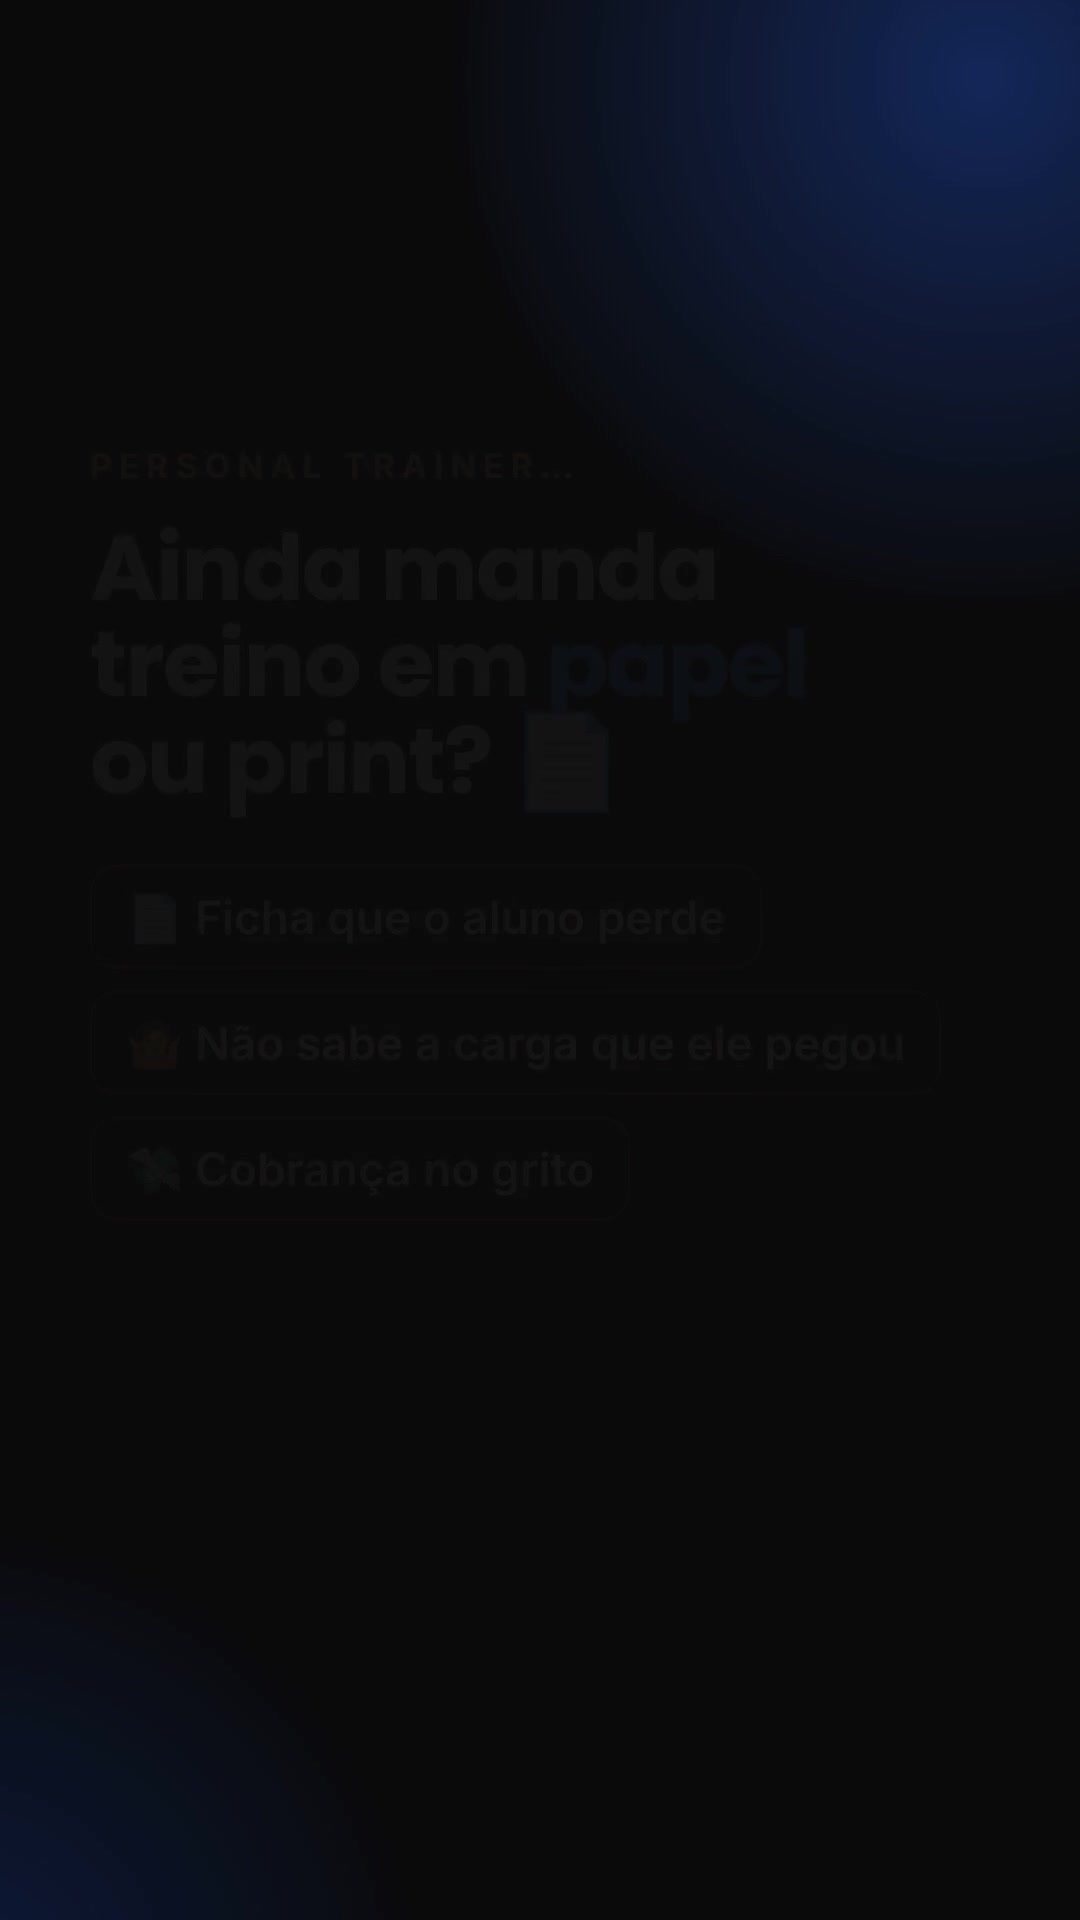 PERSONAL TRAINER...
Ainda manda
treino em papel
ou print? 📄
📄 Ficha que o aluno perde
🤷 Não sabe a carga que ele pegou
💸 Cobrança no grito